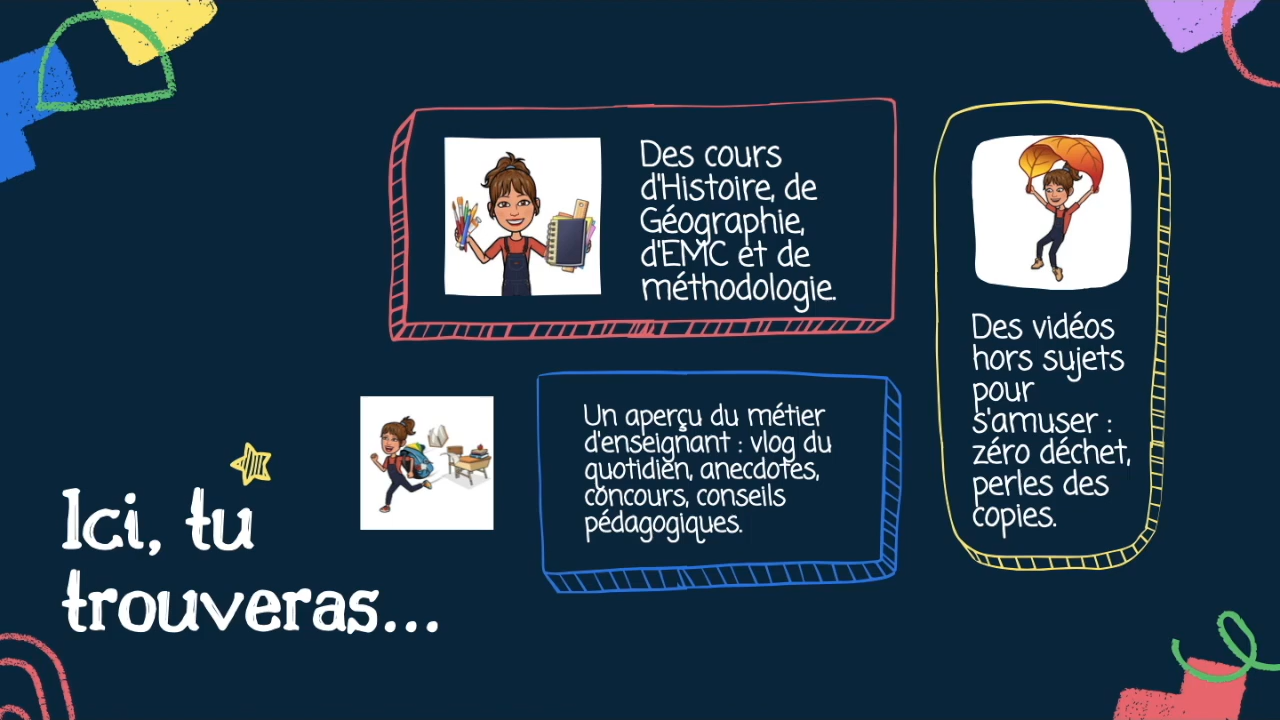 Ici, tu
trouveras...
Des cours
d'Histoire, de
Géographie,
d'EMC et de
méthodologie.
Un aperçu du métier
d'enseignant : vlog du
quotidien, anecdotes,
concours, conseils
pédagogiques.
Des vidéos
hors sujets
pour
s'amuser :
zéro déchet,
perles des
copies.